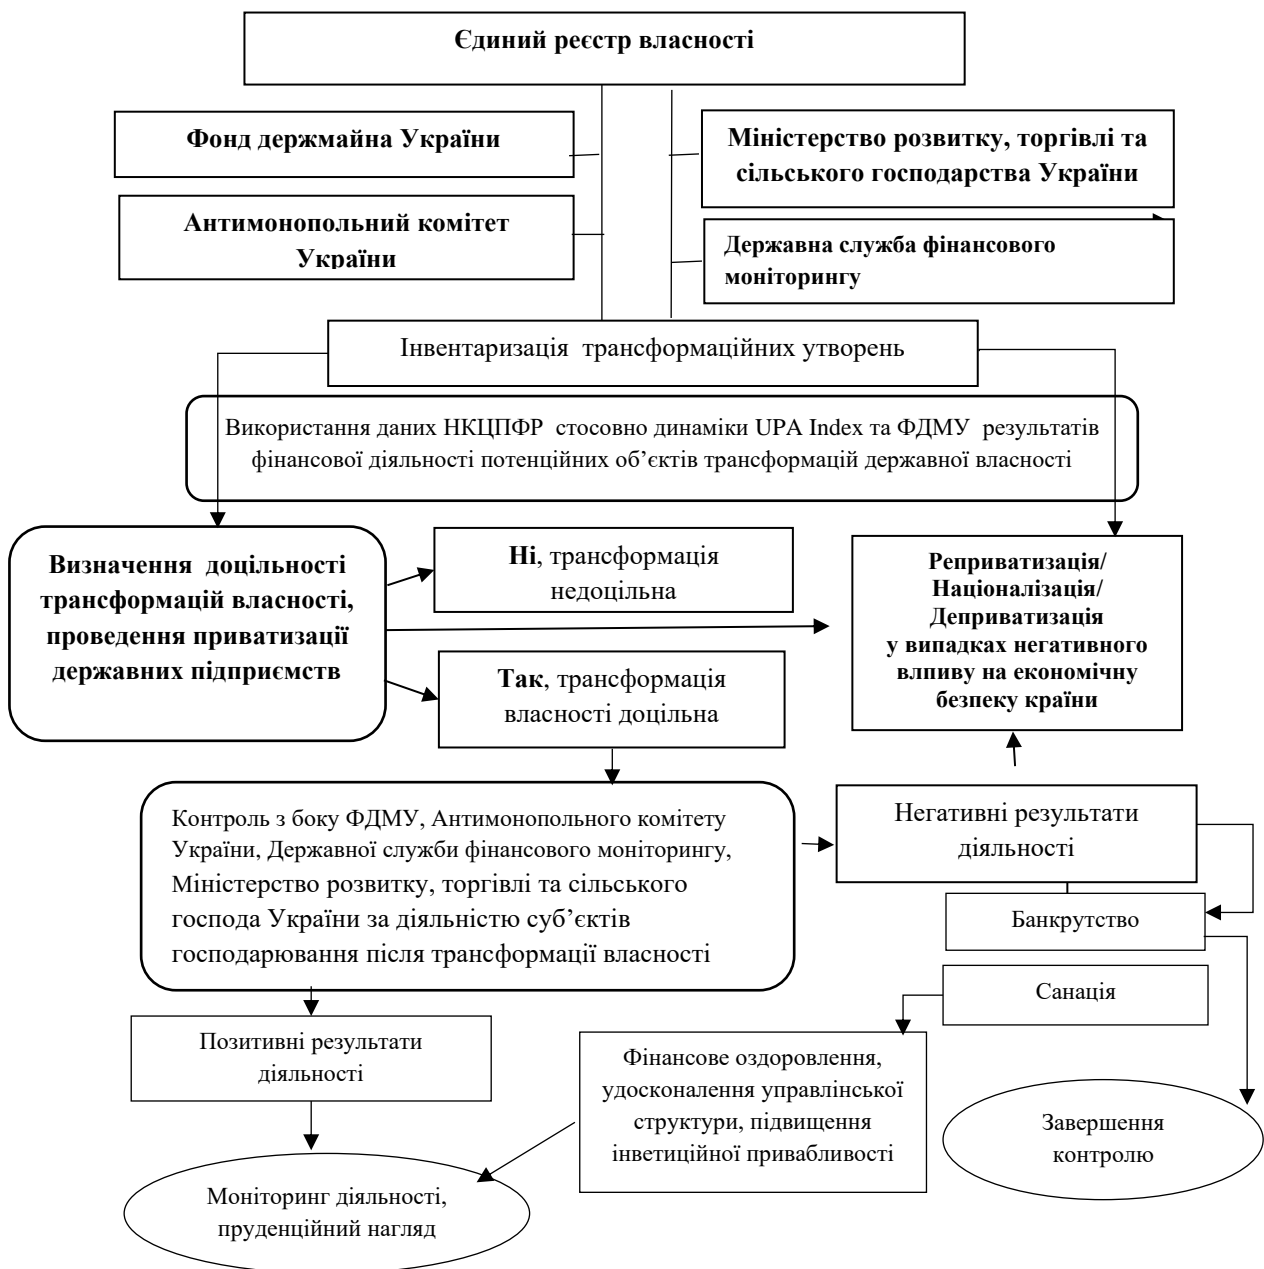 Єдиний реєстр власності
Фонд держмайна України
Міністерство розвитку, торгівлі та
сільського господарства України
Антимонопольний комітет
України
Державна служба фінансового
моніторингу
Інвентаризація трансформаційних утворень
Використання даних НКЦПФР стосовно динаміки UPA Index та ФДМУ результатів
фінансової діяльності потенційних об’єктів трансформацій державної власності
Визначення доцільності
трансформацій власності,
проведення приватизації
державних підприємств
Ні, трансформація
недоцільна
Реприватизація/
Націоналізація/
Деприватизація
у випадках негативного
влпиву на економічну
безпеку країни
Так, трансформація
власності доцільна
Контроль з боку ФДМУ, Антимонопольного комітету
України, Державної служби фінансового моніторингу,
Міністерство розвитку, торгівлі та сільського
господа України за діяльністю суб’єктів
господарювання після трансформації власності
Негативні результати
діяльності
Банкрутство
Санація
Позитивні результати
діяльності
Фінансове оздоровлення,
удосконалення управлінської
структури, підвищення
інветиційної привабливості
Завершення
контролю
Моніторинг діяльності,
пруденційний нагляд